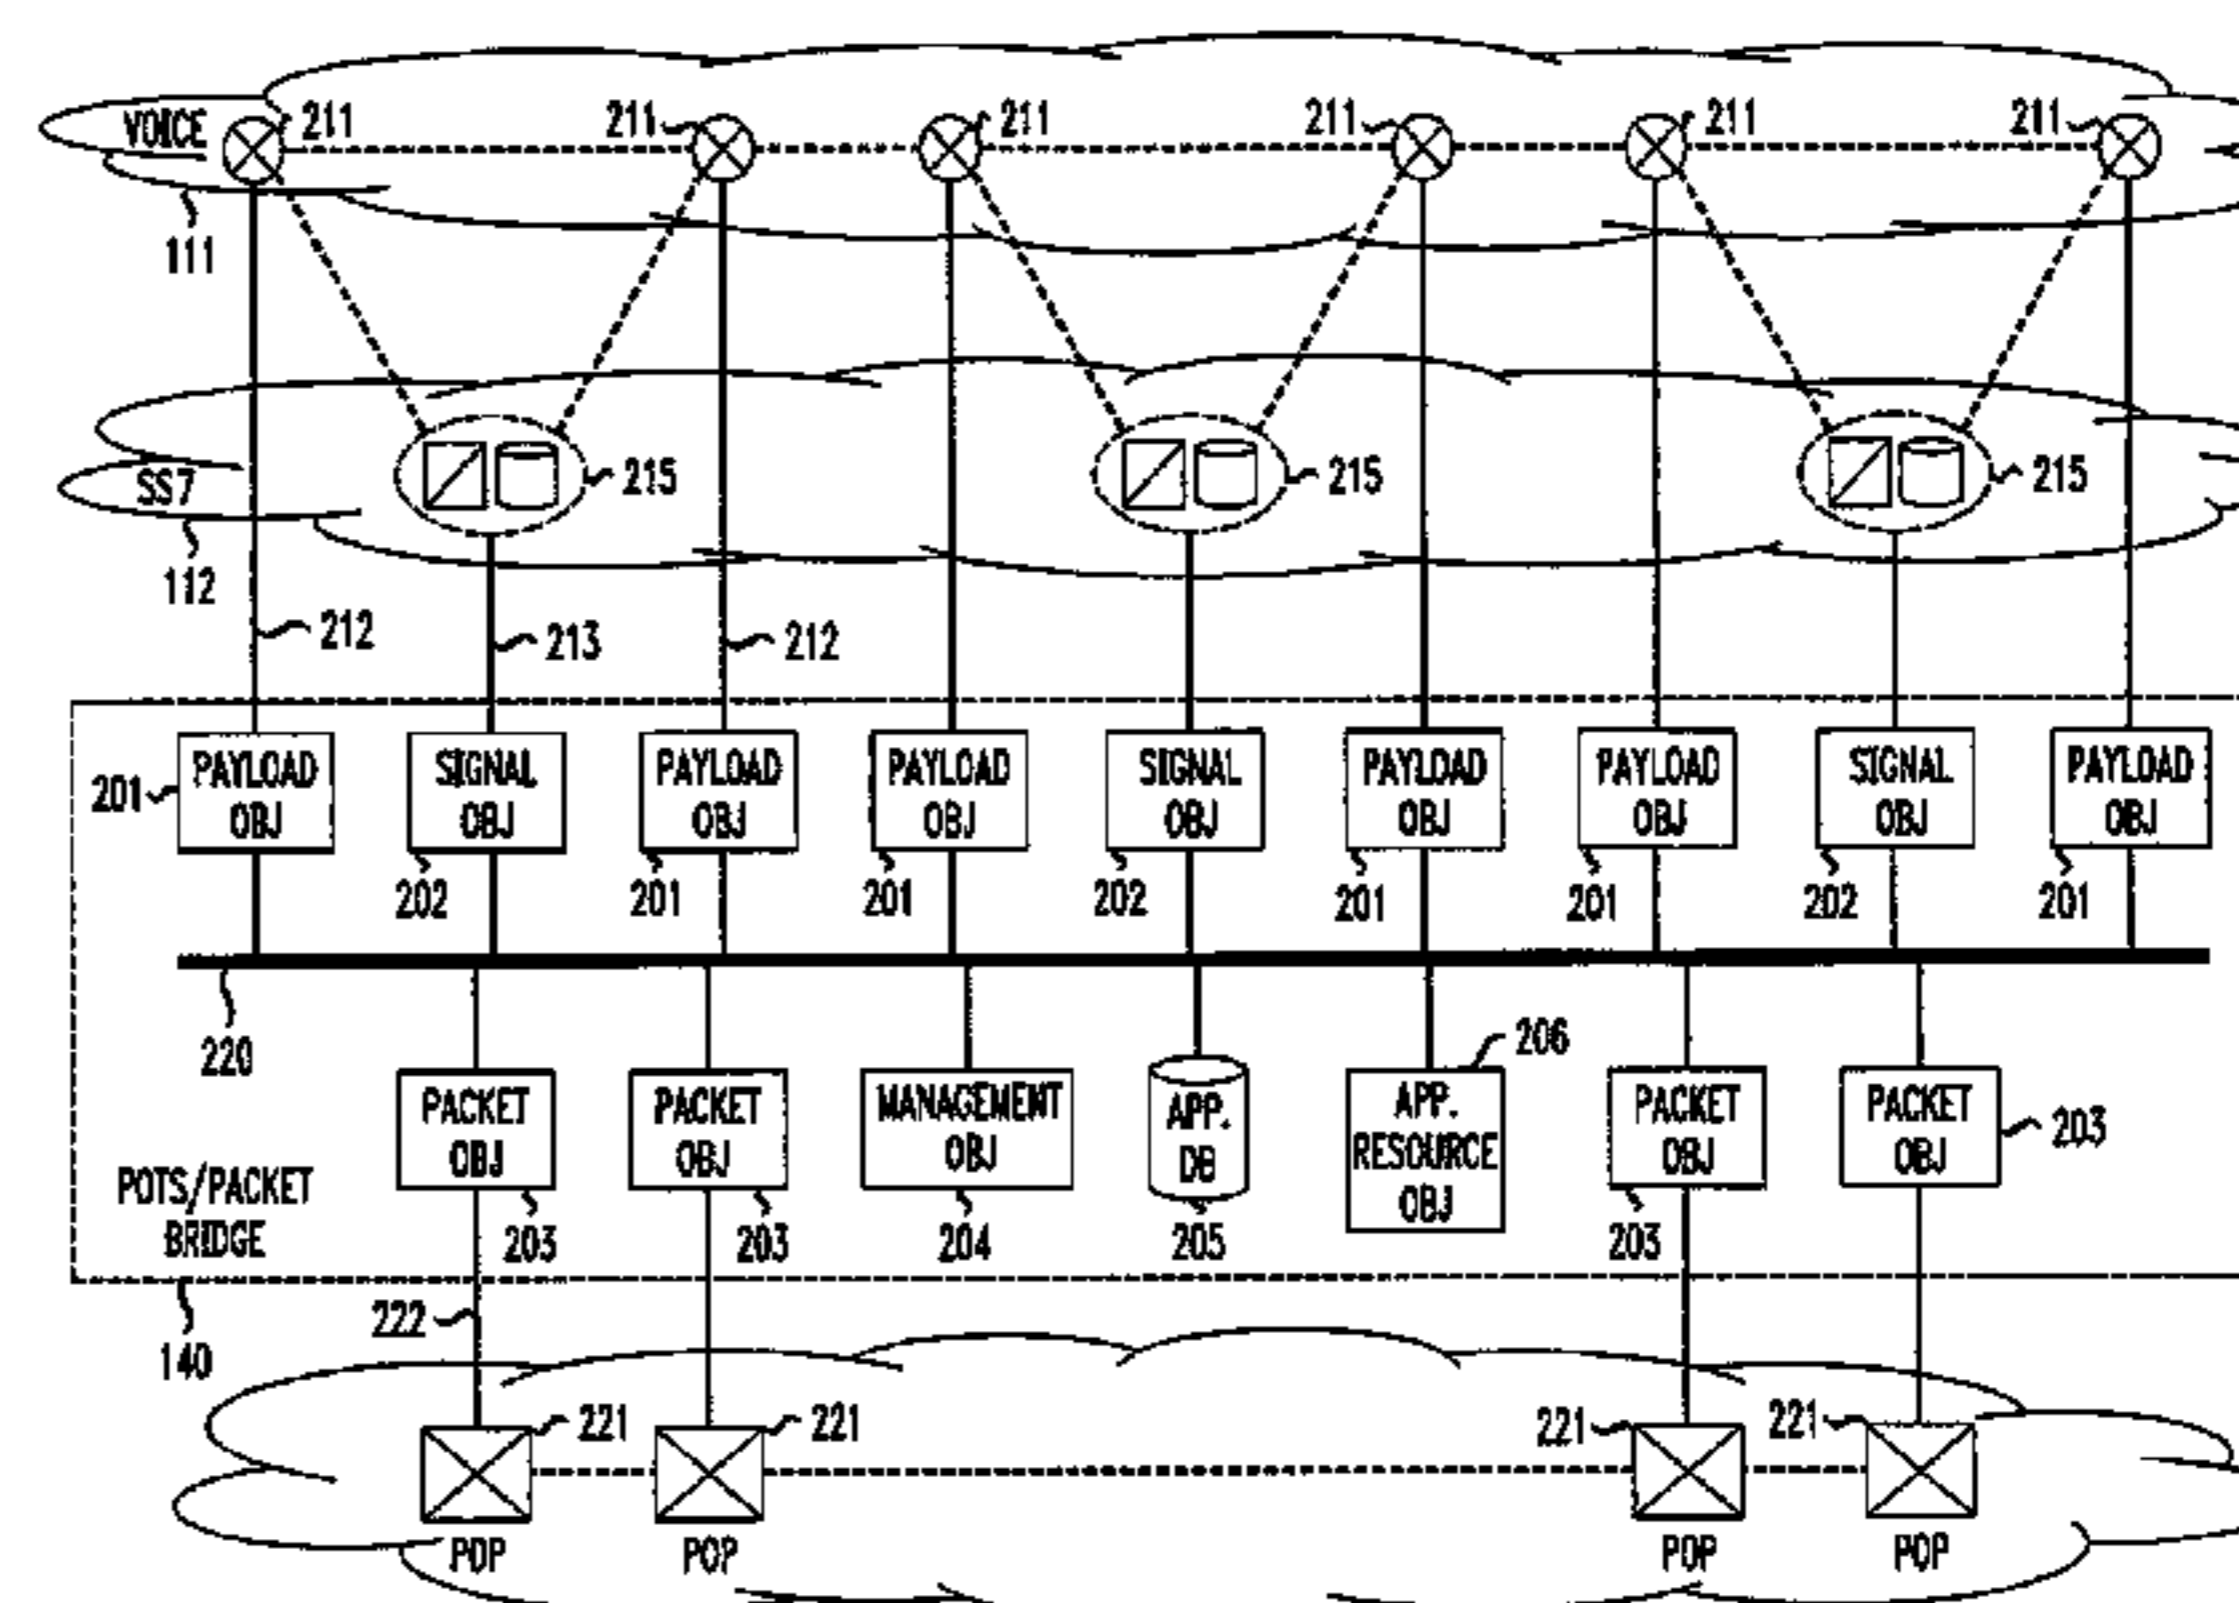 VOICE 211 211 211 211 211 211
111
SS7 215 215 215
112
212 213 212
PAYLOAD OBJ
SIGNAL OBJ
PAYLOAD OBJ
PAYLOAD OBJ
SIGNAL OBJ
PAYLOAD OBJ
PAYLOAD OBJ
SIGNAL OBJ
PAYLOAD OBJ
201 202 201 201 202 201 201 202 201
220
206
PACKET OBJ
PACKET OBJ
MANAGEMENT OBJ
APP. DB
APP. RESOURCE OBJ
PACKET OBJ
PACKET OBJ
203
POTS/PACKET
BRIDGE
203 203 204 205 203
222
140
221 221 221 221
POP POP POP POP